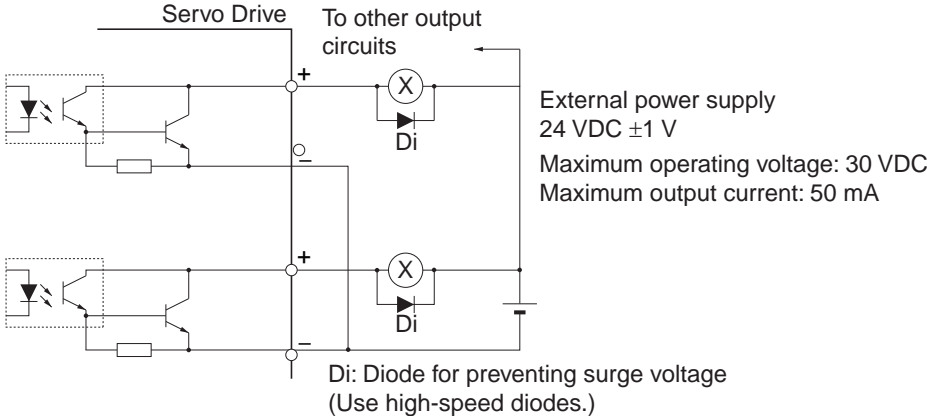 Servo Drive
To other output
circuits
+
X
Di
External power supply
24 VDC ±1 V
Maximum operating voltage: 30 VDC
Maximum output current: 50 mA
−
+
X
Di
−
Di: Diode for preventing surge voltage
(Use high-speed diodes.)